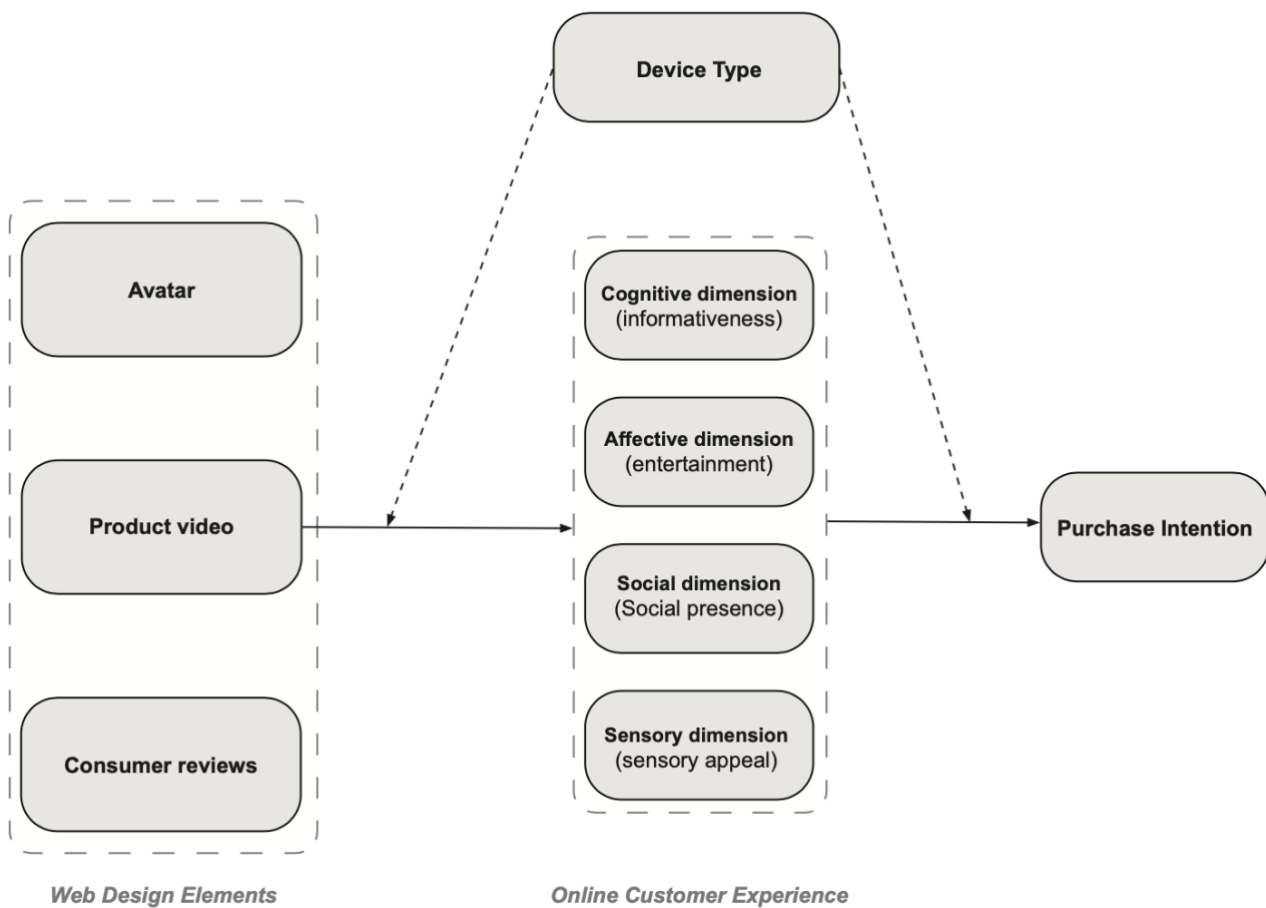 Device Type
Avatar
Product video
Consumer reviews
Web Design Elements
Cognitive dimension
(informativeness)
Affective dimension
(entertainment)
Social dimension
(Social presence)
Sensory dimension
(sensory appeal)
Online Customer Experience
Purchase Intention